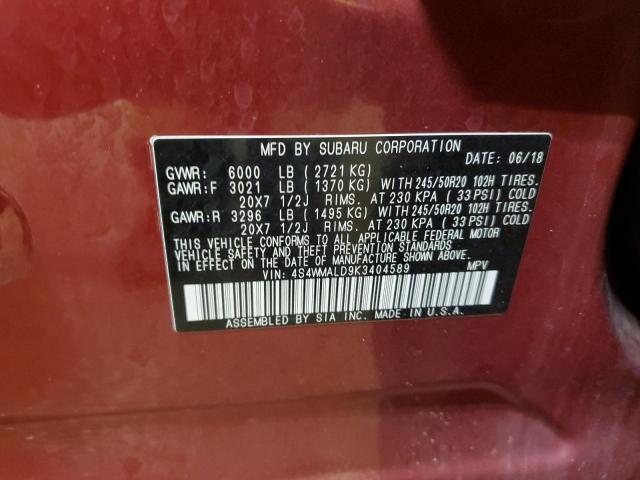 MFD BY SUBARU CORPORATION
DATE: 06/18
GVWR: 6000 LB ( 2721 KG)
GAWR:F 3021 LB ( 1370 KG) WITH 245/50R20 102H TIRES.
20X7 1/2J RIMS. AT 230 KPA ( 33 PSI) COLD
GAWR:R 3296 LB ( 1495 KG) WITH 245/50R20 102H TIRES.
20X7 1/2J RIMS. AT 230 KPA ( 33 PSI) COLD
THIS VEHICLE CONFORMS TO ALL APPLICABLE FEDERAL MOTOR
VEHICLE SAFETY AND THEFT PREVENTION STANDARDS
IN EFFECT ON THE DATE OF MANUFACTURE SHOWN ABOVE.
VIN: 4S4WMALD9K3404589 MPV
ASSEMBLED BY SIA INC. MADE IN U.S.A.